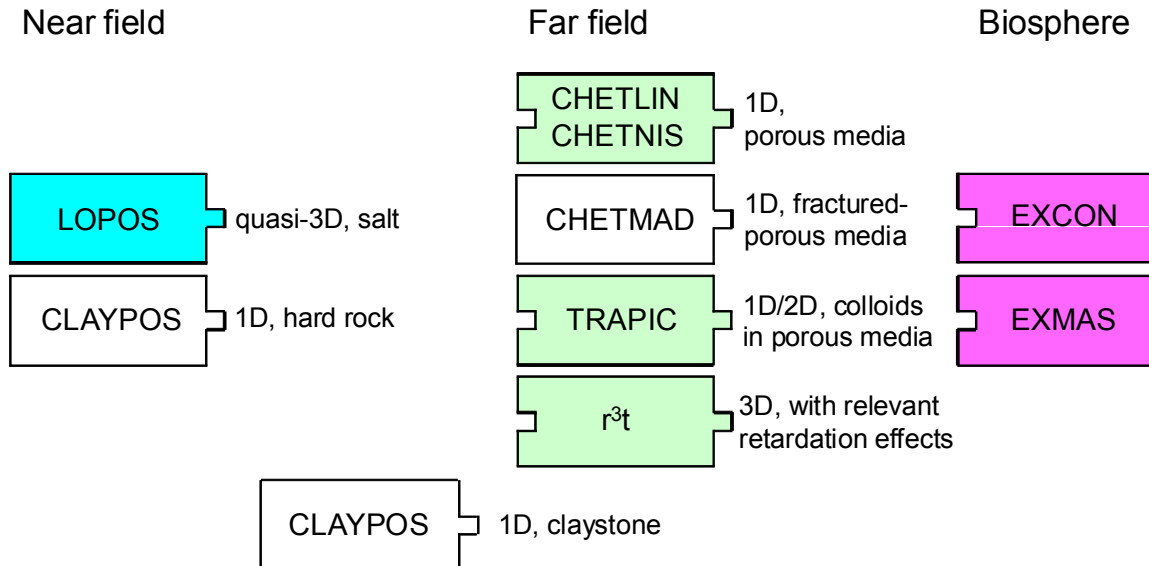 Near field
Far field
Biosphere
CHETLIN
CHETNIS
1D,
porous media
LOPOS
quasi-3D, salt
CHETMAD
1D, fractured-
porous media
EXCON
CLAYPOS
1D, hard rock
TRAPIC
1D/2D, colloids
in porous media
EXMAS
r³t
3D, with relevant
retardation effects
CLAYPOS
1D, claystone